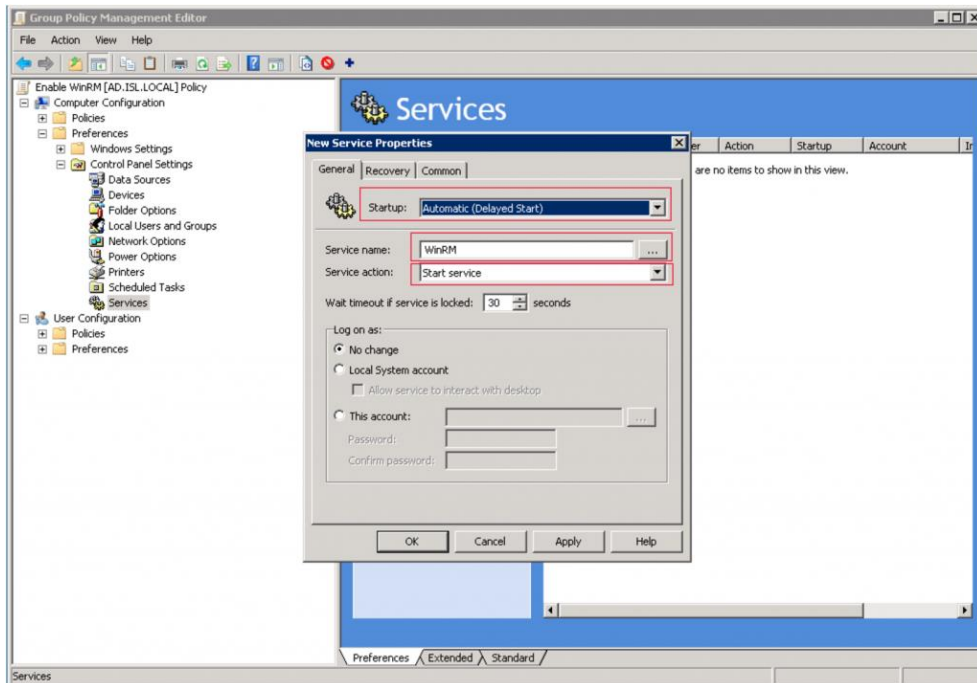 Group Policy Management Editor
File Action View Help
Enable WinRM [AD.ISL.LOCAL] Policy
Computer Configuration
Policies
Preferences
Windows Settings
Control Panel Settings
Data Sources
Devices
Folder Options
Local Users and Groups
Network Options
Power Options
Printers
Scheduled Tasks
Services
User Configuration
Policies
Preferences
Services
er Action Startup Account In
are no items to show in this view.
New Service Properties
General Recovery Common
Startup: Automatic (Delayed Start)
Service name: WinRM ...
Service action: Start service
Wait timeout if service is locked: 30 seconds
Log on as:
No change
Local System account
Allow service to interact with desktop
This account: ...
Password:
Confirm password:
OK Cancel Apply Help
Preferences Extended Standard
Services